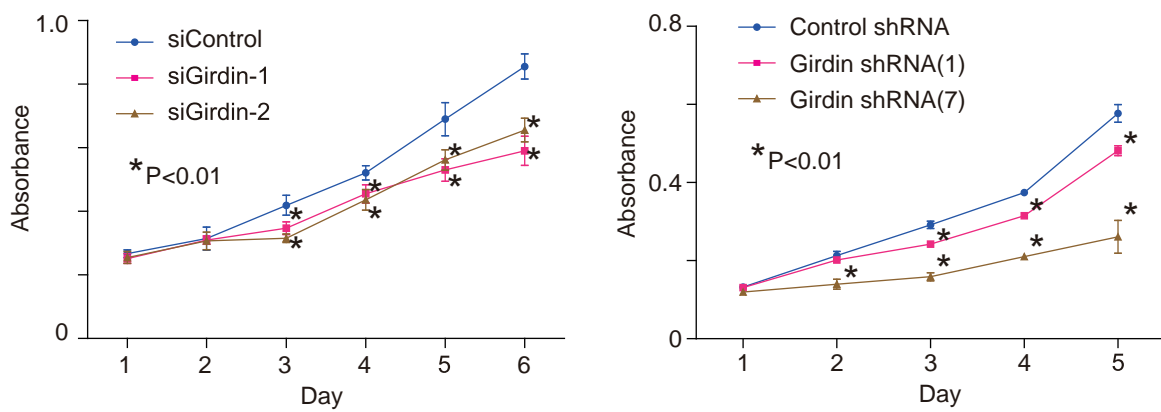 1.0
siControl
siGirdin-1
siGirdin-2
*P<0.01
Absorbance
* * * * * * * *
0
1 2 3 4 5 6
Day
0.8
Control shRNA
Girdin shRNA(1)
Girdin shRNA(7)
*P<0.01
Absorbance
0.4
* * * * * * *
0
1 2 3 4 5
Day